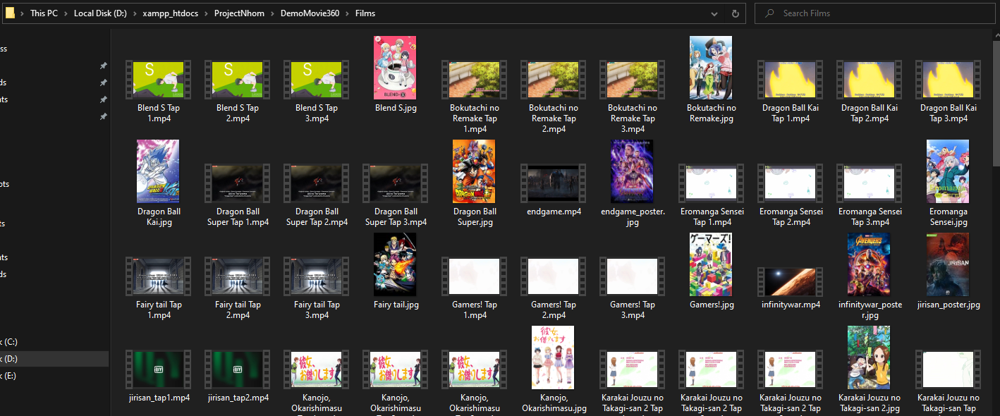 This PC > Local Disk (D:) > xampp_htdocs > ProjectNhom > DemoMovie360 > Films
Search Films
ss
ds
ts
ots
ts
nts
ds
k (C:)
k (D:)
k (E:)
S
S
S
BLEND-S
Blend S Tap
1.mp4
Blend S Tap
2.mp4
Blend S Tap
3.mp4
Blend S.jpg
Bokutachi no
Remake Tap
1.mp4
Bokutachi no
Remake Tap
2.mp4
Bokutachi no
Remake Tap
3.mp4
Bokutachi no
Remake.jpg
Dragon Ball Kai
Tap 1.mp4
Dragon Ball Kai
Tap 2.mp4
Dragon Ball Kai
Tap 3.mp4
Dragon Ball
Kai.jpg
Dragon Ball
Super Tap 1.mp4
Dragon Ball
Super Tap 2.mp4
Dragon Ball
Super Tap 3.mp4
Dragon Ball
Super.jpg
endgame.mp4
endgame_poster.
jpg
Eromanga Sensei
Tap 1.mp4
Eromanga Sensei
Tap 2.mp4
Eromanga Sensei
Tap 3.mp4
Eromanga
Sensei.jpg
ゲーマーズ!
AVENGERS
JIRISAN
Fairy tail Tap
1.mp4
Fairy tail Tap
2.mp4
Fairy tail Tap
3.mp4
Fairy tail.jpg
Gamers! Tap
1.mp4
Gamers! Tap
2.mp4
Gamers! Tap
3.mp4
Gamers!.jpg
infinitywar.mp4
infinitywar_poste
r.jpg
jirisan_poster.jpg
iQIYI
iQIYI
彼女、
お借りします
彼女、
お借りします
彼女、
お借りします
彼女、
お借りします
jirisan_tap1.mp4
jirisan_tap2.mp4
Kanojo,
Okarishimasu
Kanojo,
Okarishimasu
Kanojo,
Okarishimasu
Kanojo,
Okarishimasu.jpg
Karakai Jouzu no
Takagi-san 2 Tap
Karakai Jouzu no
Takagi-san 2 Tap
Karakai Jouzu no
Takagi-san 2 Tap
Karakai Jouzu no
Takagi-san 2.jpg
Karakai Jouzu no
Takagi-san Tap